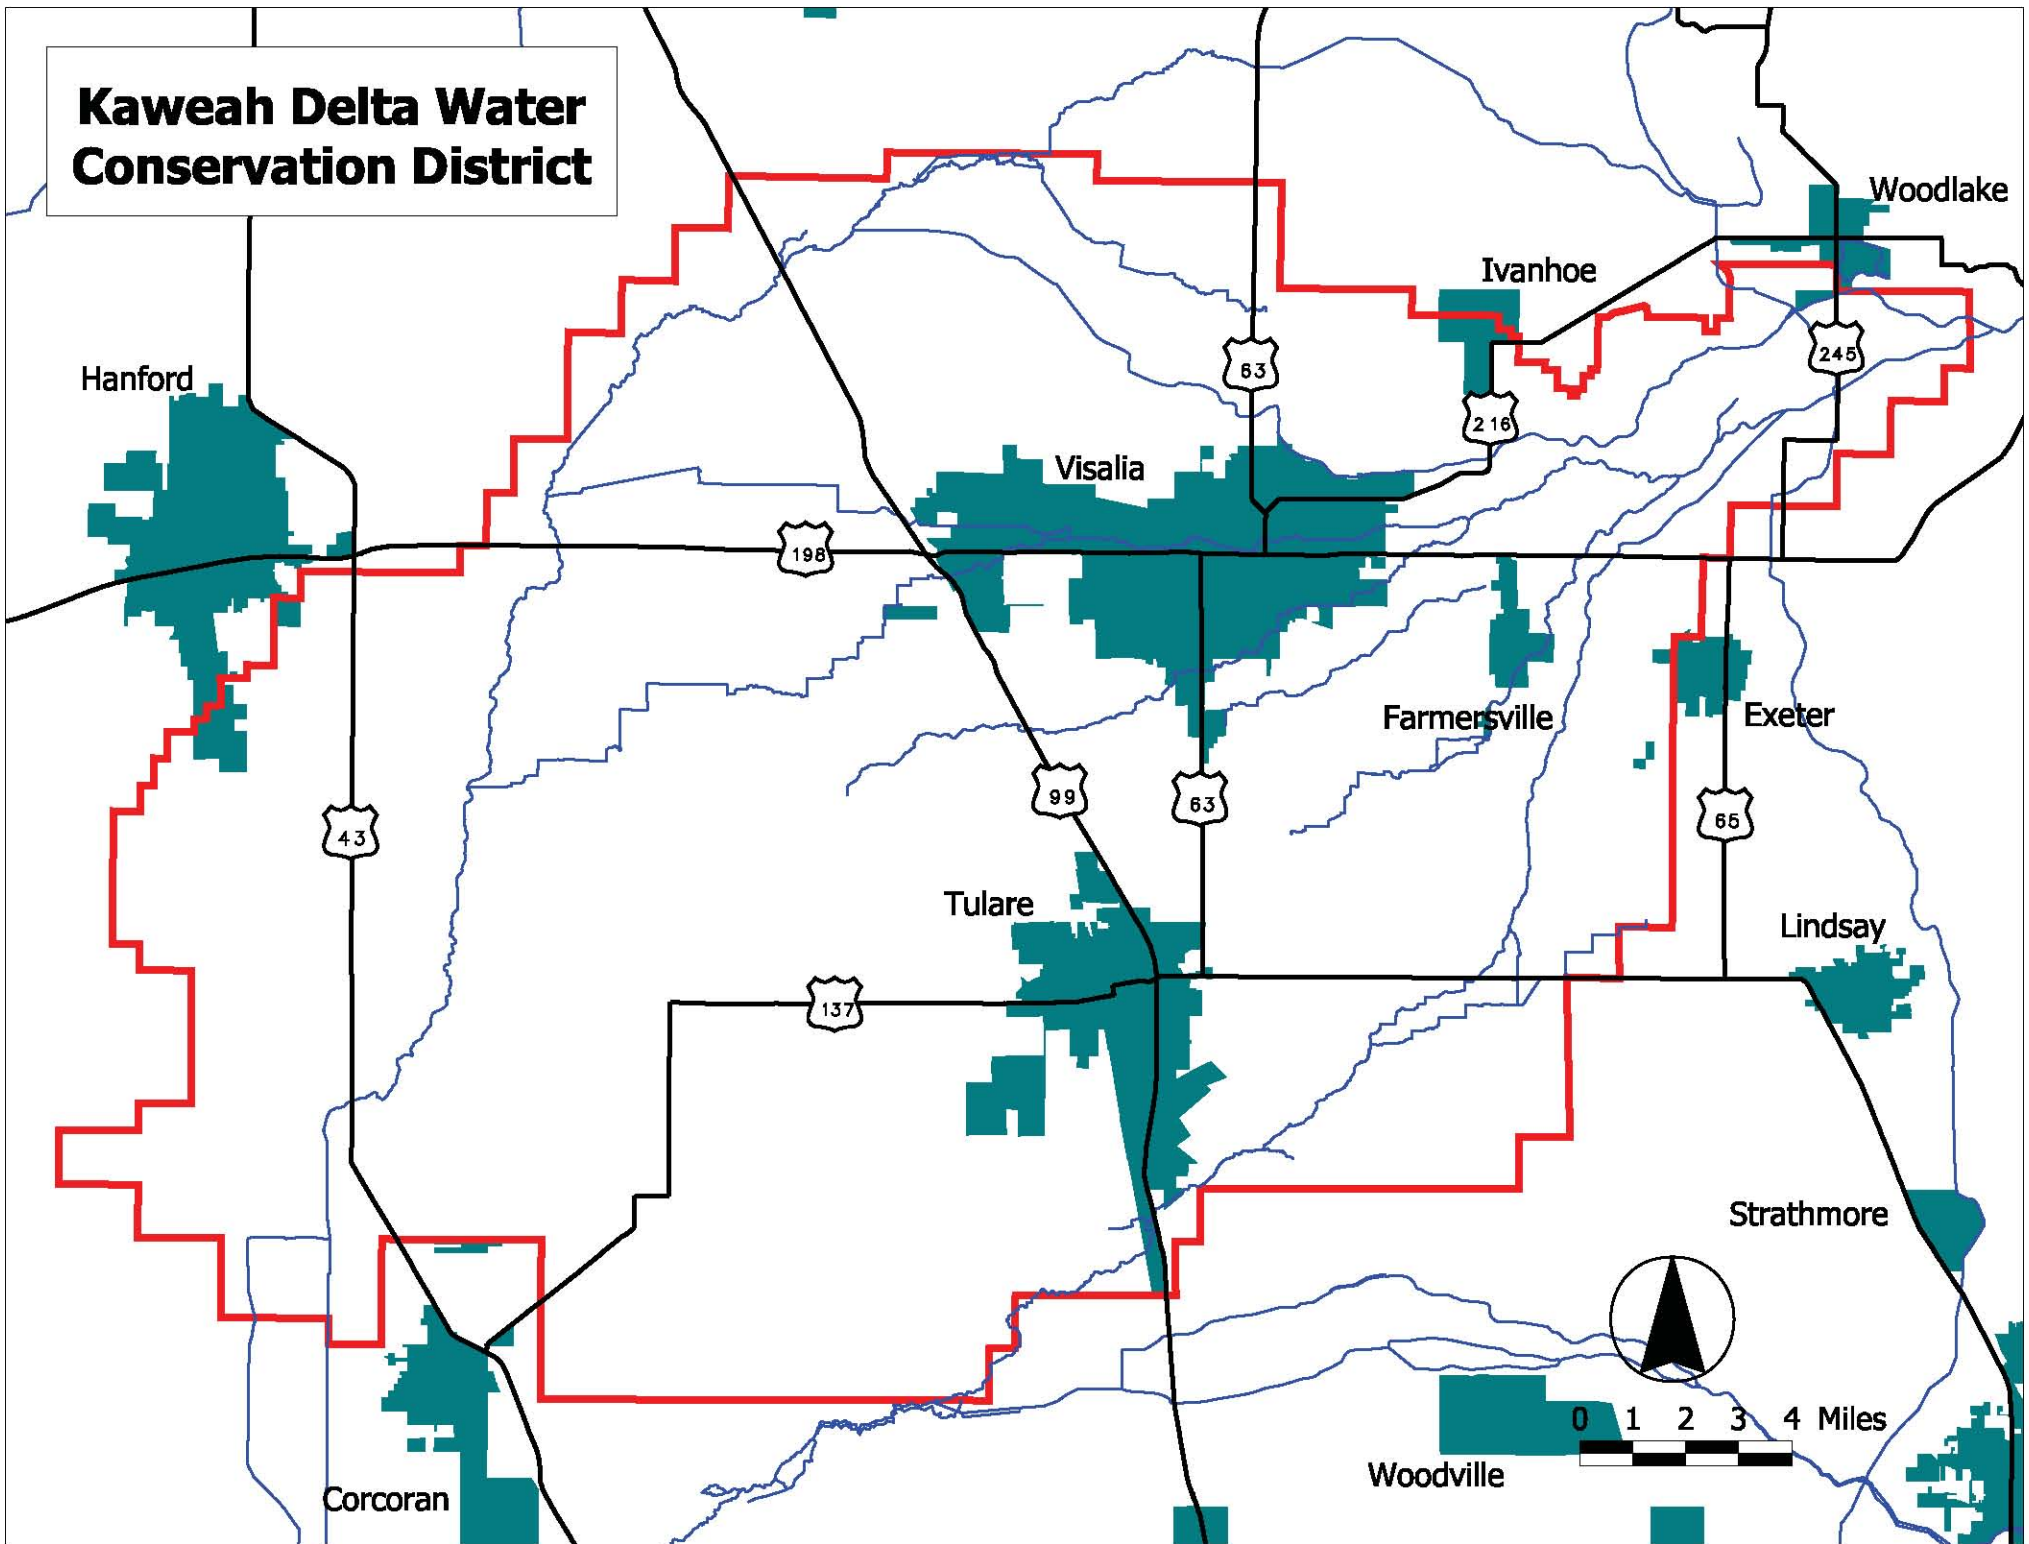 Kaweah Delta Water
Conservation District
Woodlake
Ivanhoe
245
63
Hanford
216
Visalia
198
Farmersville
Exeter
99
63
65
43
Tulare
Lindsay
137
Strathmore
0 1 2 3 4 Miles
Woodville
Corcoran